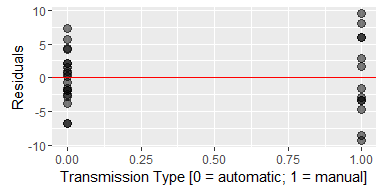 10
5
0
-5
-10
Residuals
0.00 0.25 0.50 0.75 1.00
Transmission Type [0 = automatic; 1 = manual]